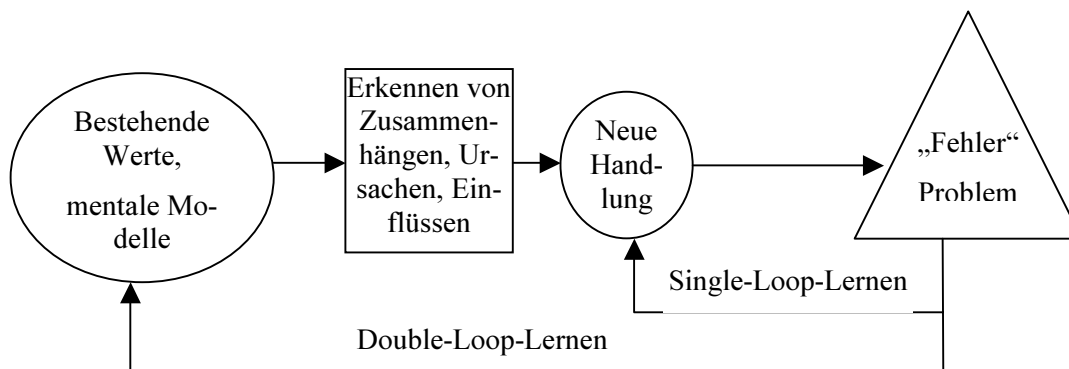 Bestehende
Werte,
mentale Mo-
delle
Erkennen von
Zusammen-
hängen, Ur-
sachen, Ein-
flüssen
Neue
Hand-
lung
„Fehler“
Problem
Single-Loop-Lernen
Double-Loop-Lernen